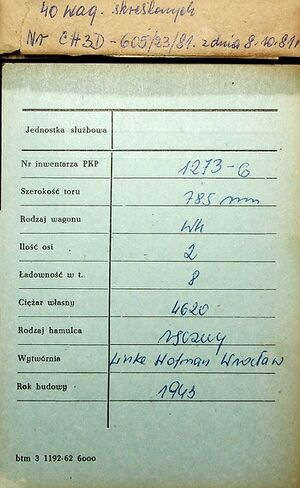 40 wag. skreślonych
Nr CH3D-605/23/81. z dnia 8.10.81r
Jednostka służbowa
Nr inwentarza PKP 1273-G
Szerokość toru 785 mm
Rodzaj wagonu Wh
Ilość osi 2
Ładowność w t. 8
Ciężar własny 4620
Rodzaj hamulca ręczny
Wytwórnia Linke Hofman Wrocław
Rok budowy 1943
btm 3 1192-62 6000